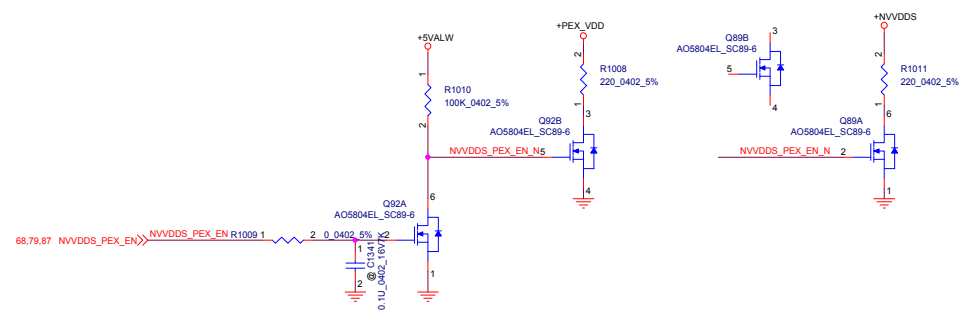 +5VALW
1
R1010
100K_0402_5%
2
NVVDDS_PEX_EN_N
5
+PEX_VDD
2
R1008
220_0402_5%
1
3
Q92B
AO5804EL_SC89-6
4
Q89B
AO5804EL_SC89-6
3
5
4
+NVVDDS
2
R1011
220_0402_5%
1
6
Q89A
AO5804EL_SC89-6
NVVDDS_PEX_EN_N
2
1
6
Q92A
AO5804EL_SC89-6
68,79,87 NVVDDS_PEX_EN
NVVDDS_PEX_EN
R1009
1
2
0_0402_5%
2
1
1
2
@ C1341
0.1U_0402_16V7K